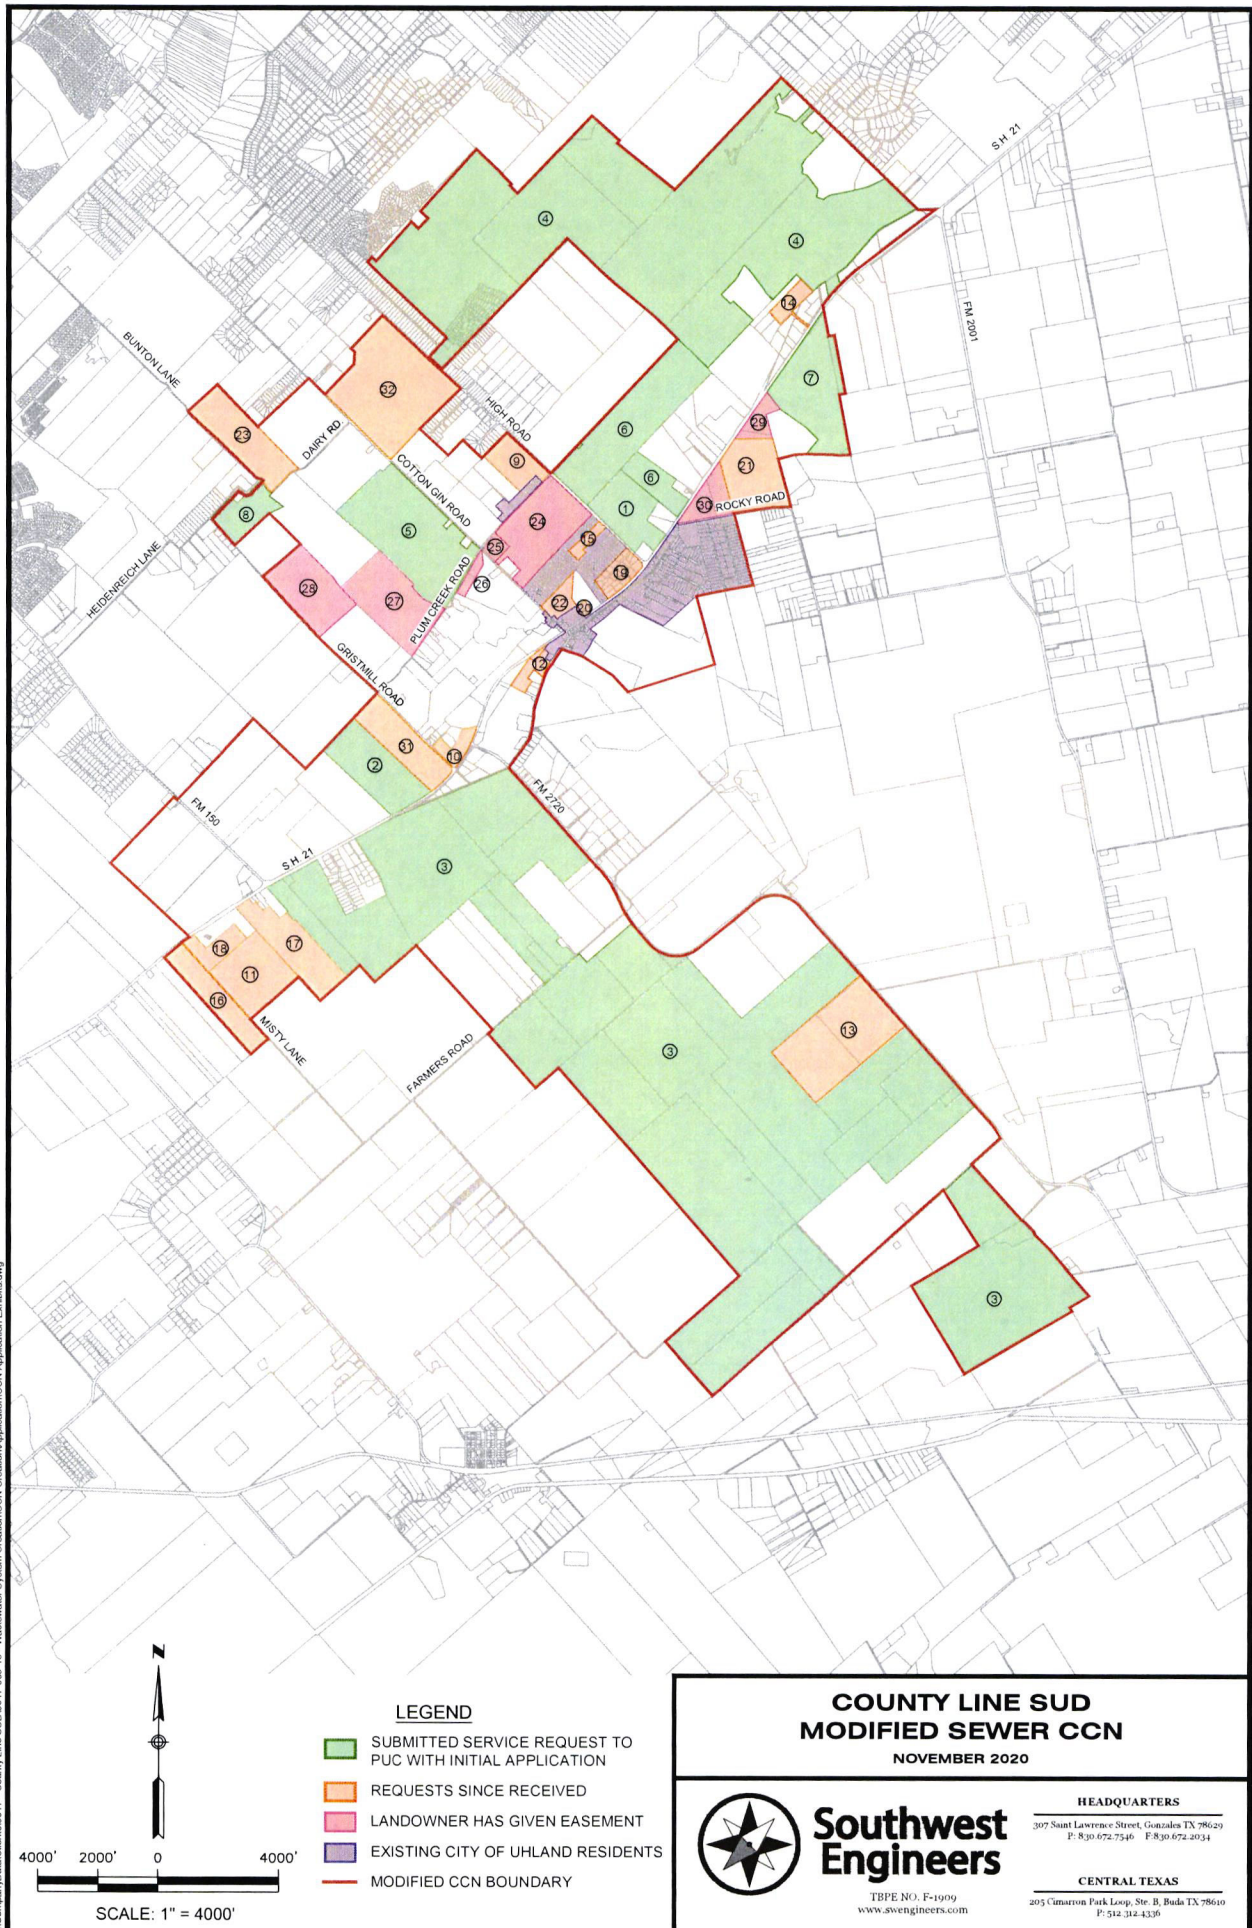 S.H. 21
④
④
FM 2001
⑭
BUNTON LANE
⑦
㉜
HIGH ROAD
㉙
㉓
DAIRY RD.
⑥
COTTON GIN ROAD
⑨
㉑
⑥
㉚
ROCKY ROAD
⑧
⑤
㉔
①
⑮
HEIDENREICH LANE
㉕
PLUM CREEK ROAD
㉖
⑲
㉘
㉗
㉒
⑳
GRISTMILL ROAD
⑫
㉛
⑩
②
FM 2720
FM 150
S.H. 21
③
⑱
⑰
⑪
⑯
MISTY LANE
FARMERS ROAD
⑬
③
③
N
4000' 2000' 0 4000'
SCALE: 1" = 4000'
LEGEND
SUBMITTED SERVICE REQUEST TO
PUC WITH INITIAL APPLICATION
REQUESTS SINCE RECEIVED
LANDOWNER HAS GIVEN EASEMENT
EXISTING CITY OF UHLAND RESIDENTS
MODIFIED CCN BOUNDARY
COUNTY LINE SUD
MODIFIED SEWER CCN
NOVEMBER 2020
Southwest
Engineers
TBPE NO. F-1909
www.swengineers.com
HEADQUARTERS
307 Saint Lawrence Street, Gonzales TX 78629
P: 830.672.7546 F:830.672.2034
CENTRAL TEXAS
205 Cimarron Park Loop, Ste. B, Buda TX 78610
P: 512.312.4336